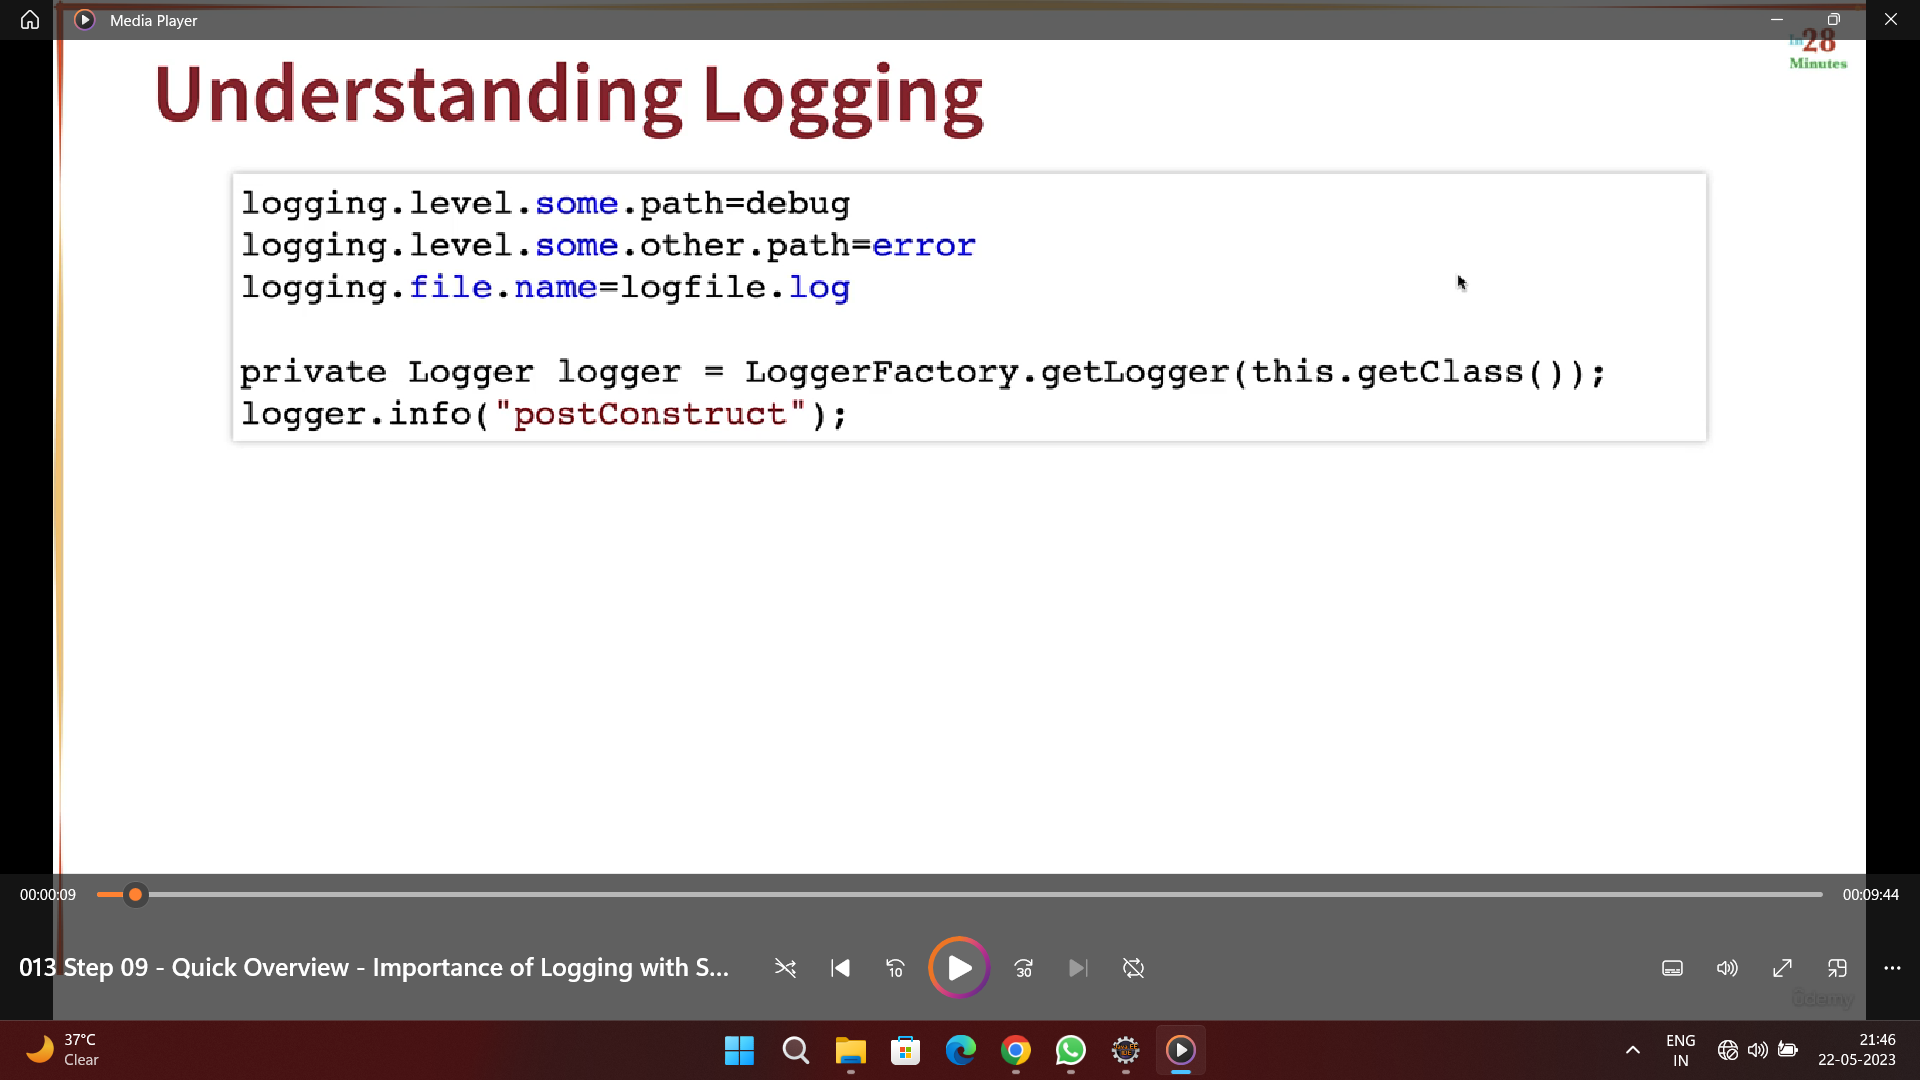 Media Player
In28
Minutes
Understanding Logging
logging.level.some.path=debug
logging.level.some.other.path=error
logging.file.name=logfile.log
private Logger logger = LoggerFactory.getLogger(this.getClass());
logger.info("postConstruct");
00:00:09
00:09:44
013 Step 09 - Quick Overview - Importance of Logging with S...
10
30
ûdemy
37°C
Clear
ENG
IN
21:46
22-05-2023